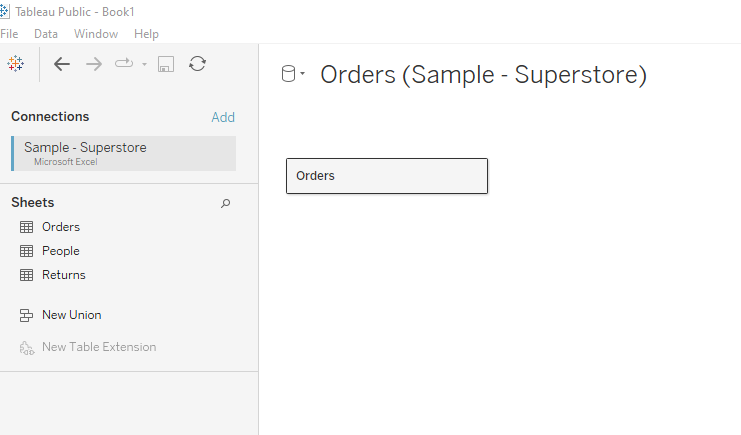 Tableau Public - Book1
File Data Window Help
Orders (Sample - Superstore)
Connections Add
Sample - Superstore
Microsoft Excel
Orders
Sheets
Orders
People
Returns
New Union
New Table Extension